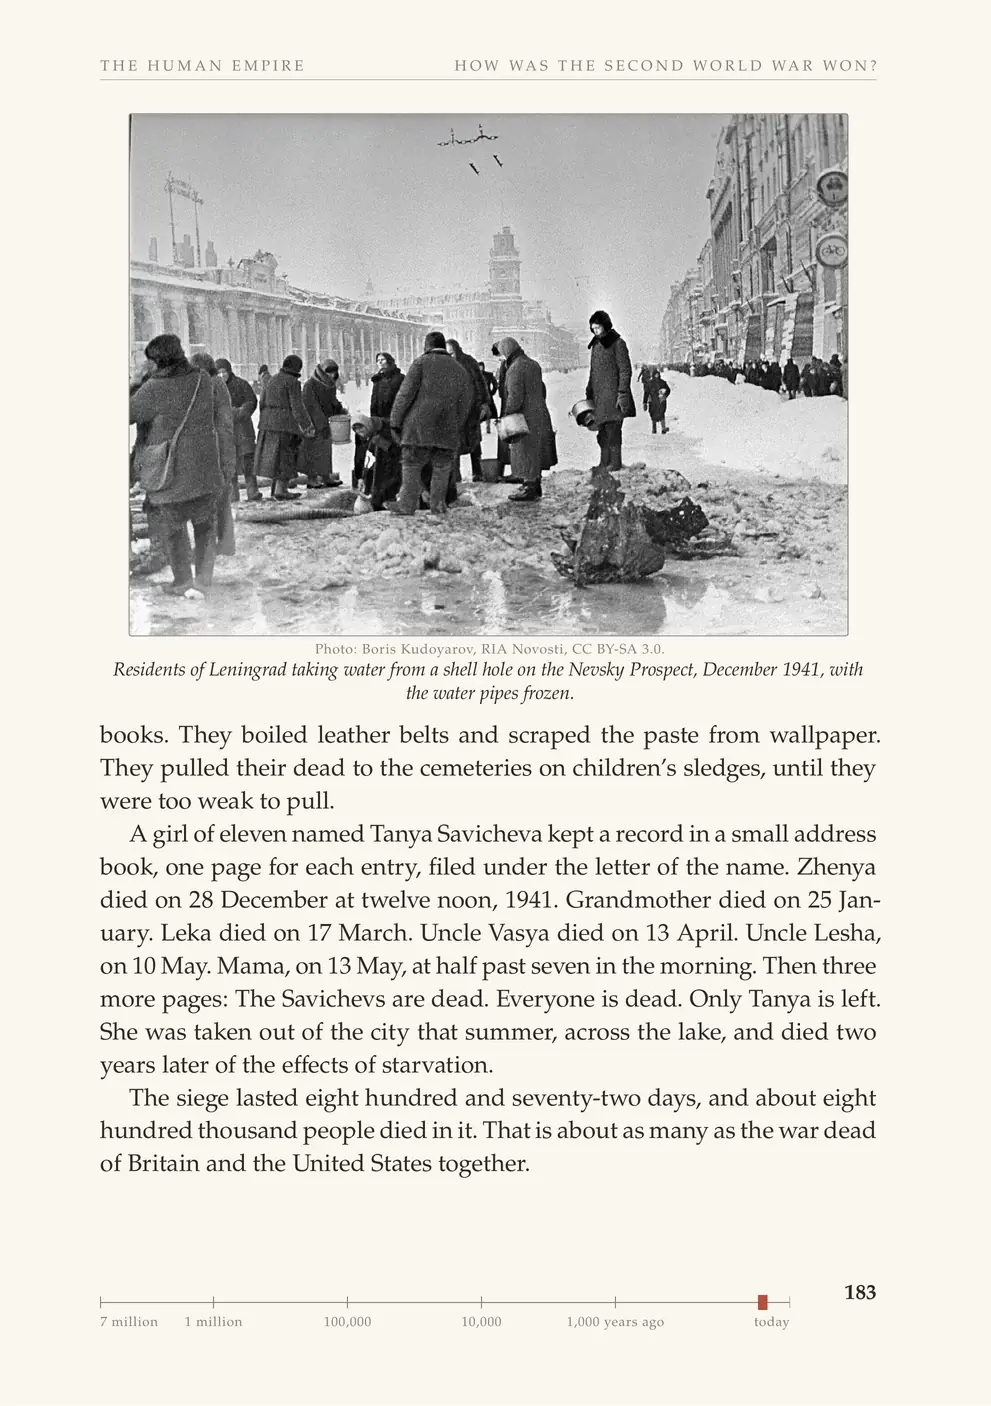 THE HUMAN EMPIRE
HOW WAS THE SECOND WORLD WAR WON?
Photo: Boris Kudoyarov, RIA Novosti, CC BY-SA 3.0.
Residents of Leningrad taking water from a shell hole on the Nevsky Prospect, December 1941, with
the water pipes frozen.
books. They boiled leather belts and scraped the paste from wallpaper.
They pulled their dead to the cemeteries on children’s sledges, until they
were too weak to pull.
A girl of eleven named Tanya Savicheva kept a record in a small address
book, one page for each entry, filed under the letter of the name. Zhenya
died on 28 December at twelve noon, 1941. Grandmother died on 25 Jan-
uary. Leka died on 17 March. Uncle Vasya died on 13 April. Uncle Lesha,
on 10 May. Mama, on 13 May, at half past seven in the morning. Then three
more pages: The Savichevs are dead. Everyone is dead. Only Tanya is left.
She was taken out of the city that summer, across the lake, and died two
years later of the effects of starvation.
The siege lasted eight hundred and seventy-two days, and about eight
hundred thousand people died in it. That is about as many as the war dead
of Britain and the United States together.
183
7 million 1 million 100,000 10,000 1,000 years ago today